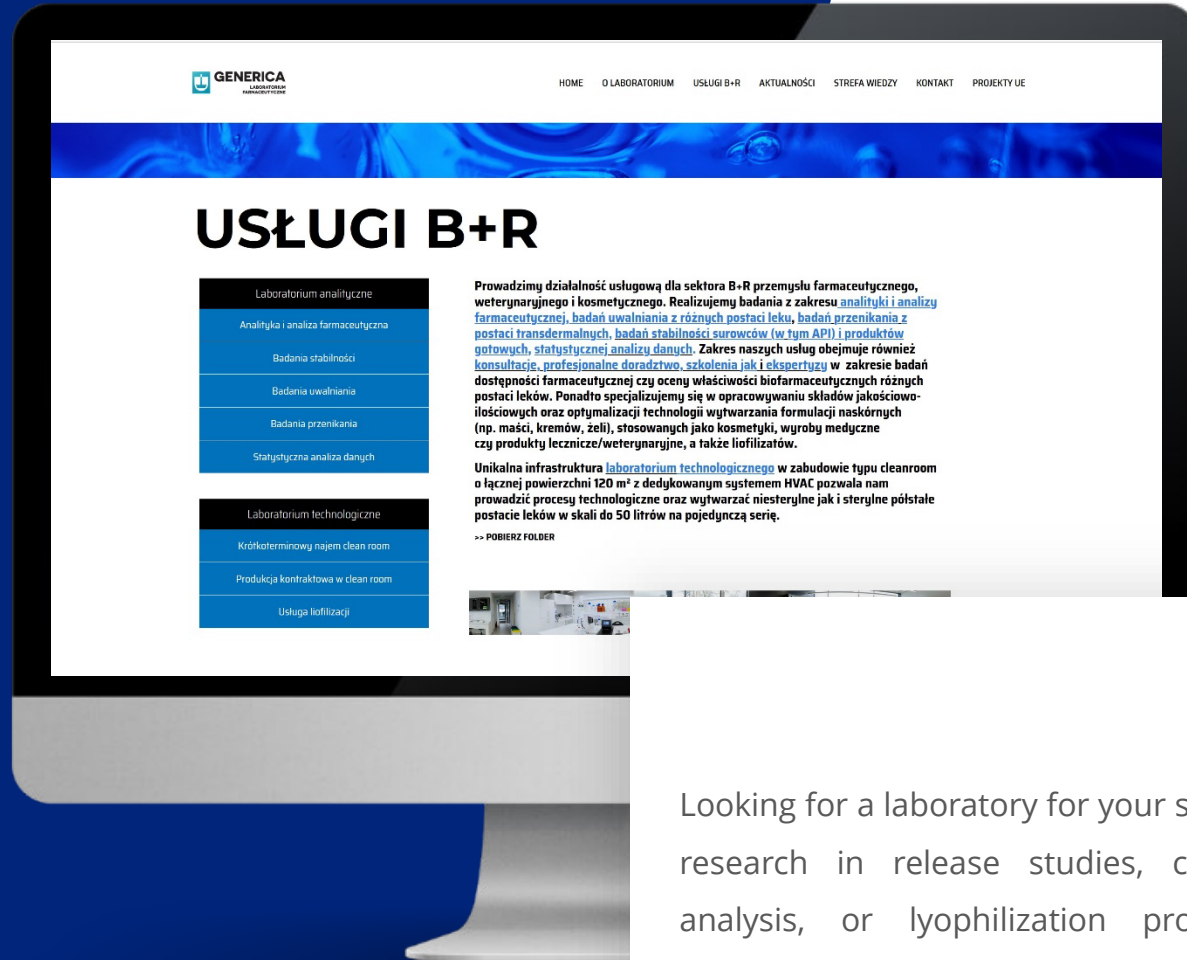 GENERICA
LABORATORIUM
FARMACEUTYCZNE
HOME O LABORATORIUM USŁUGI B+R AKTUALNOŚCI STREFA WIEDZY KONTAKT PROJEKTY UE
USŁUGI B+R
Laboratorium analityczne
Analityka i analiza farmaceutyczna
Badania stabilności
Badania uwalniania
Badania przenikania
Statystyczna analiza danych
Laboratorium technologiczne
Krótkoterminowy najem clean room
Produkcja kontraktowa w clean room
Usługa liofilizacji
Prowadzimy działalność usługową dla sektora B+R przemysłu farmaceutycznego,
weterynaryjnego i kosmetycznego. Realizujemy badania z zakresu analityki i analizy
farmaceutycznej, badań uwalniania z różnych postaci leku, badań przenikania z
postaci transdermalnych, badań stabilności surowców (w tym API) i produktów
gotowych, statystycznej analizy danych. Zakres naszych usług obejmuje również
konsultacje, profesjonalne doradztwo, szkolenia jak i ekspertyzy w zakresie badań
dostępności farmaceutycznej czy oceny właściwości biofarmaceutycznych różnych
postaci leków. Ponadto specjalizujemy się w opracowywaniu składów jakościowo-
ilościowych oraz optymalizacji technologii wytwarzania formulacji naskórnych
(np. maści, kremów, żeli), stosowanych jako kosmetyki, wyroby medyczne
czy produkty lecznicze/weterynaryjne, a także liofilizatów.
Unikalna infrastruktura laboratorium technologicznego w zabudowie typu cleanroom
o łącznej powierzchni 120 m² z dedykowanym systemem HVAC pozwala nam
prowadzić procesy technologiczne oraz wytwarzać niesterylne jak i sterylne półstałe
postacie leków w skali do 50 litrów na pojedynczą serię.
>> POBIERZ FOLDER
Looking for a laboratory for your
research in release studies,
analysis, or lyophilization